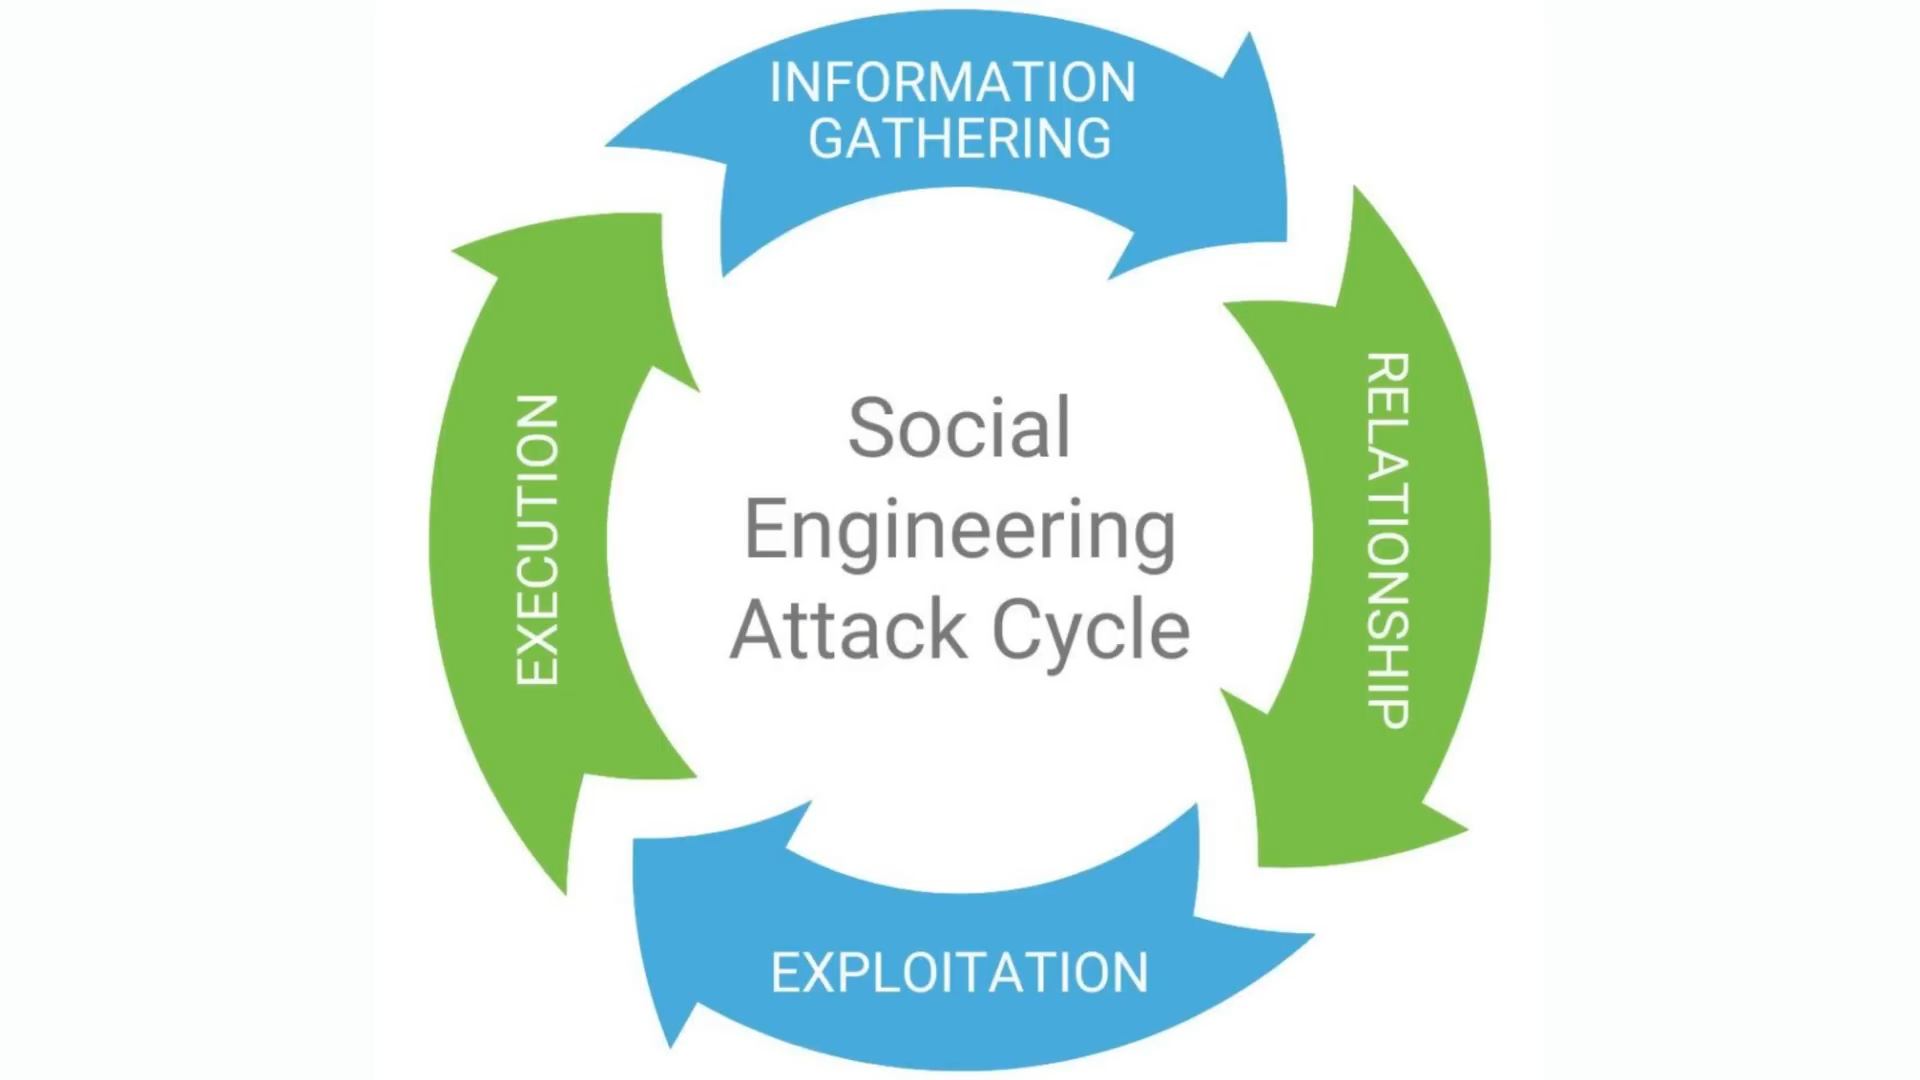 INFORMATION
GATHERING
RELATIONSHIP
EXPLOITATION
EXECUTION
Social
Engineering
Attack Cycle